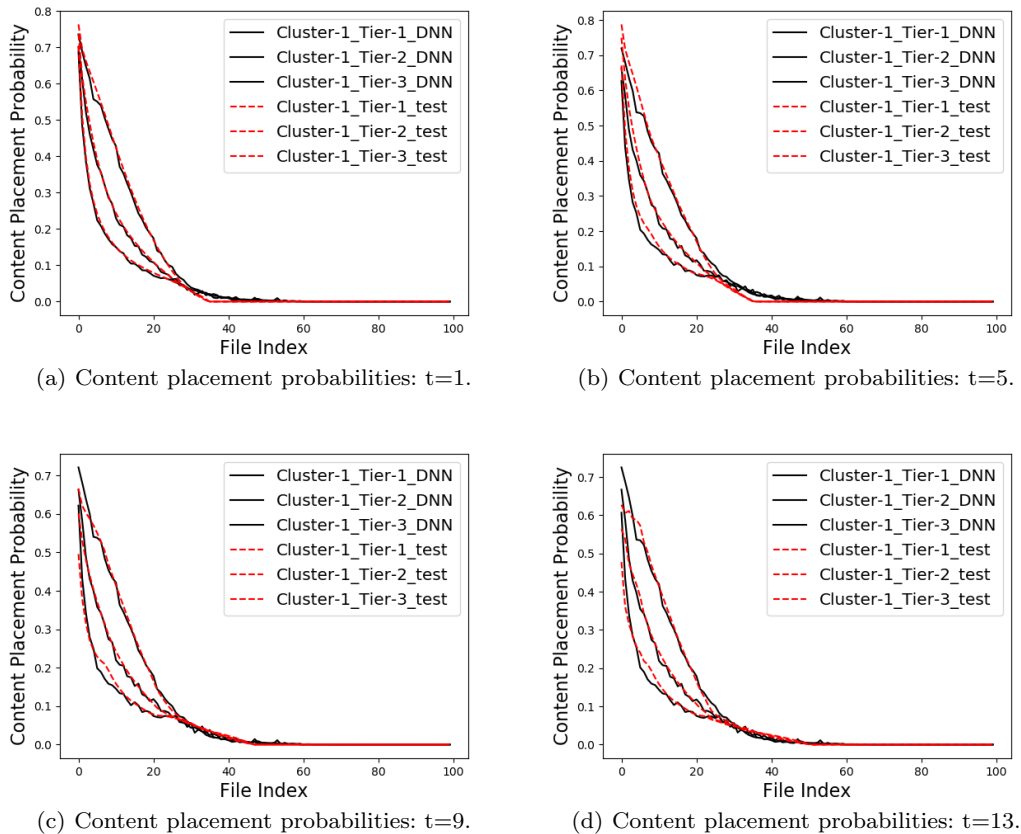 0.8
0.7
0.6
0.5
0.4
0.3
0.2
0.1
0.0
Content Placement Probability
0 20 40 60 80 100
File Index
Cluster-1_Tier-1_DNN
Cluster-1_Tier-2_DNN
Cluster-1_Tier-3_DNN
Cluster-1_Tier-1_test
Cluster-1_Tier-2_test
Cluster-1_Tier-3_test
(a) Content placement probabilities: t=1.
0.8
0.7
0.6
0.5
0.4
0.3
0.2
0.1
0.0
Content Placement Probability
0 20 40 60 80 100
File Index
Cluster-1_Tier-1_DNN
Cluster-1_Tier-2_DNN
Cluster-1_Tier-3_DNN
Cluster-1_Tier-1_test
Cluster-1_Tier-2_test
Cluster-1_Tier-3_test
(b) Content placement probabilities: t=5.
0.7
0.6
0.5
0.4
0.3
0.2
0.1
0.0
Content Placement Probability
0 20 40 60 80 100
File Index
Cluster-1_Tier-1_DNN
Cluster-1_Tier-2_DNN
Cluster-1_Tier-3_DNN
Cluster-1_Tier-1_test
Cluster-1_Tier-2_test
Cluster-1_Tier-3_test
(c) Content placement probabilities: t=9.
0.7
0.6
0.5
0.4
0.3
0.2
0.1
0.0
Content Placement Probability
0 20 40 60 80 100
File Index
Cluster-1_Tier-1_DNN
Cluster-1_Tier-2_DNN
Cluster-1_Tier-3_DNN
Cluster-1_Tier-1_test
Cluster-1_Tier-2_test
Cluster-1_Tier-3_test
(d) Content placement probabilities: t=13.